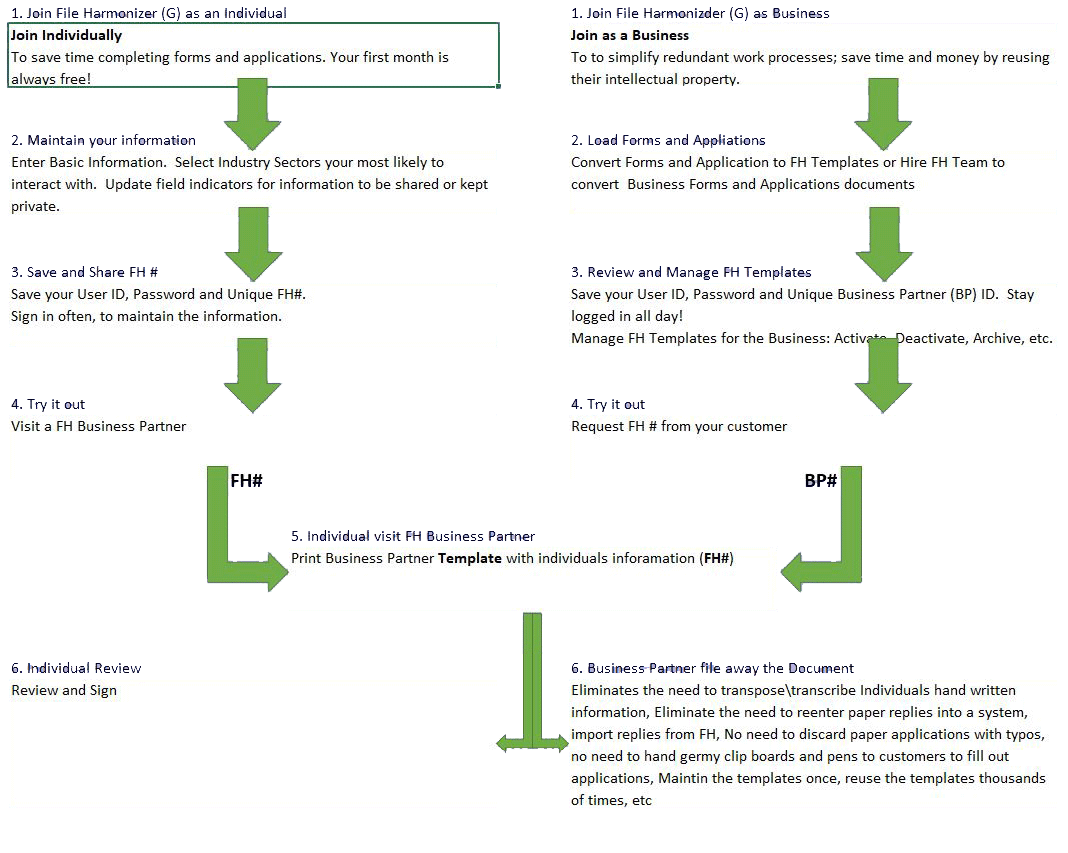 1. Join File Harmonizer (G) as an Individual
Join Individually
To save time completing forms and applications. Your first month is
always free!
2. Maintain your information
Enter Basic Information.  Select Industry Sectors your most likely to
interact with.  Update field indicators for information to be shared or kept
private.
3. Save and Share FH #
Save your User ID, Password and Unique FH#.
Sign in often, to maintain the information.
4. Try it out
Visit a FH Business Partner
1. Join File Harmonizder (G) as Business
Join as a Business
To to simplify redundant work processes; save time and money by reusing
their intellectual property.
2. Load Forms and Appliations
Convert Forms and Application to FH Templates or Hire FH Team to
convert  Business Forms and Applications documents
3. Review and Manage FH Templates
Save your User ID, Password and Unique Business Partner (BP) ID.  Stay
logged in all day!
Manage FH Templates for the Business: Activate, Deactivate, Archive, etc.
4. Try it out
Request FH # from your customer
FH#
BP#
5. Individual visit FH Business Partner
Print Business Partner Template with individuals inforamation (FH#)
6. Individual Review
Review and Sign
6. Business Partner file away the Document
Eliminates the need to transpose\transcribe Individuals hand written
information, Eliminate the need to reenter paper replies into a system,
import replies from FH, No need to discard paper applications with typos,
no need to hand germy clip boards and pens to customers to fill out
applications, Maintin the templates once, reuse the templates thousands
of times, etc